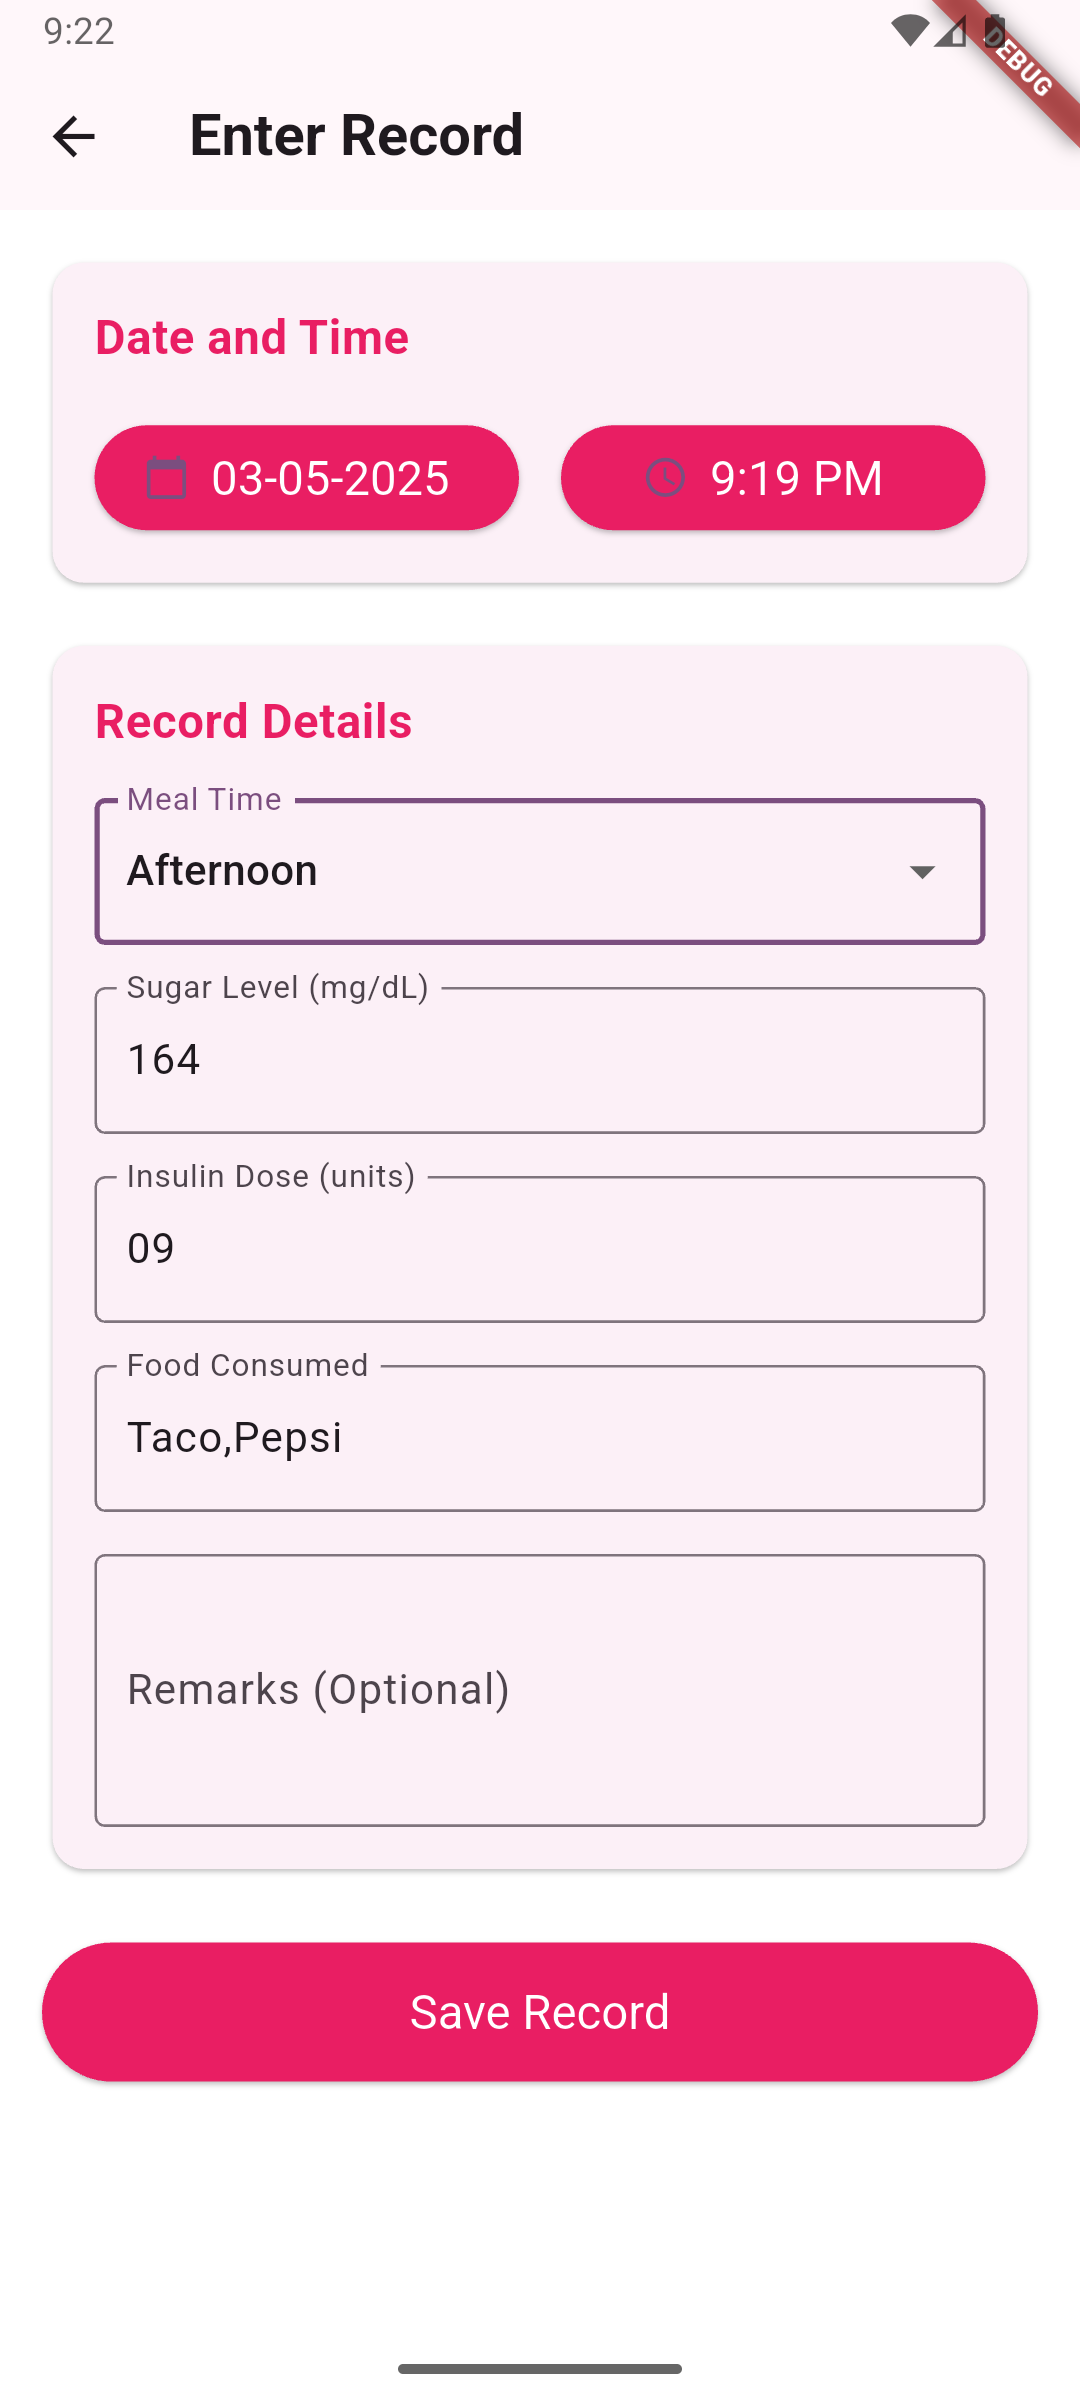 9:22
DEBUG
Enter Record
Date and Time
03-05-2025
9:19 PM
Record Details
Meal Time
Afternoon
Sugar Level (mg/dL)
164
Insulin Dose (units)
09
Food Consumed
Taco,Pepsi
Remarks (Optional)
Save Record